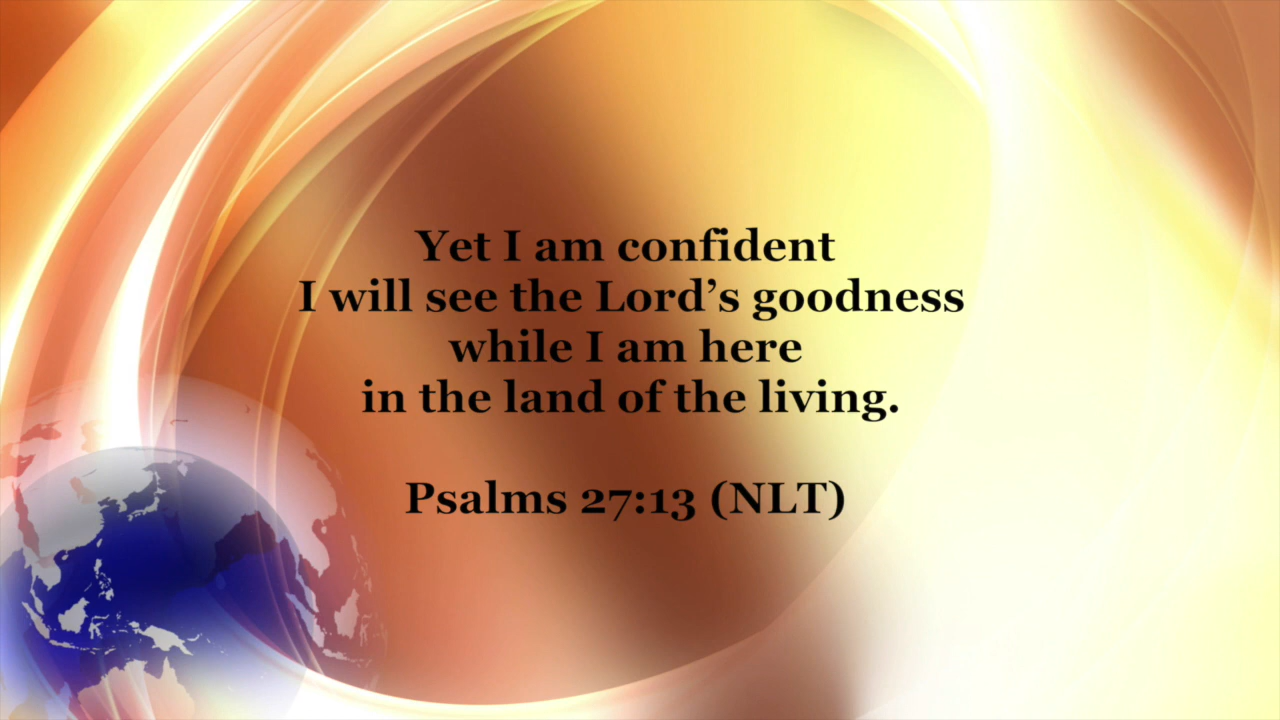 Yet I am confident
I will see the Lord’s goodness
while I am here
in the land of the living.
Psalms 27:13 (NLT)